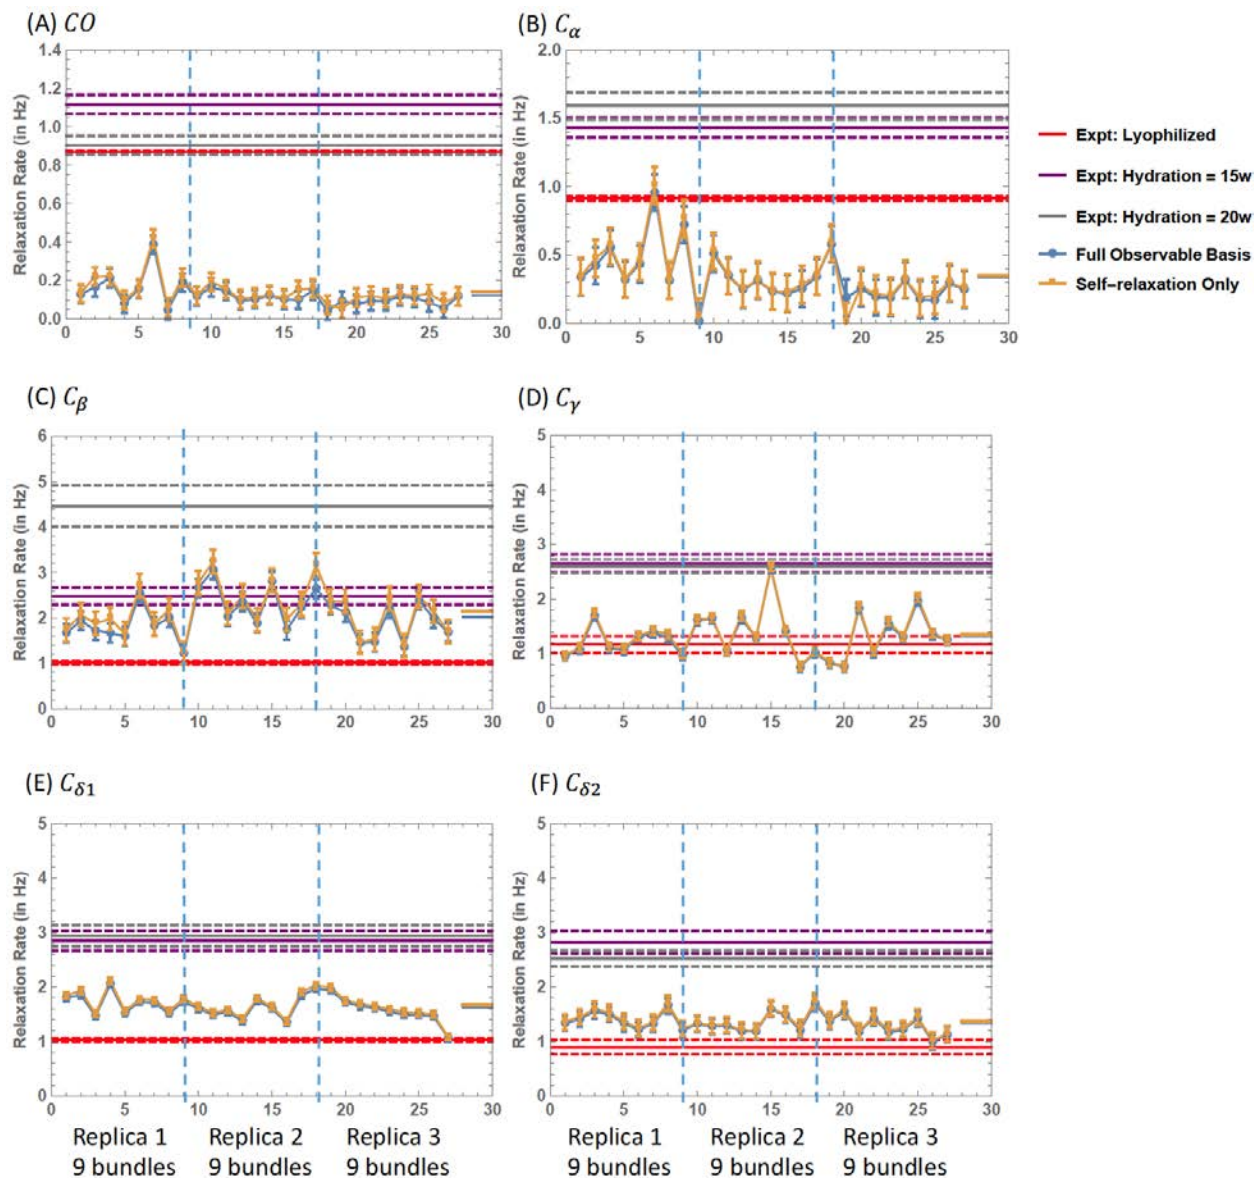 (A) CO
Relaxation Rate (in Hz)
1.4
1.2
1.0
0.8
0.6
0.4
0.2
0.0
0 5 10 15 20 25 30
(B) Cα
Relaxation Rate (in Hz)
2.0
1.5
1.0
0.5
0.0
0 5 10 15 20 25 30
Expt: Lyophilized
Expt: Hydration = 15w
Expt: Hydration = 20w
Full Observable Basis
Self-relaxation Only
(C) Cβ
Relaxation Rate (in Hz)
6
5
4
3
2
1
0
0 5 10 15 20 25 30
(D) Cγ
Relaxation Rate (in Hz)
5
4
3
2
1
0
0 5 10 15 20 25 30
(E) Cδ1
Relaxation Rate (in Hz)
5
4
3
2
1
0
0 5 10 15 20 25 30
Replica 1 Replica 2 Replica 3
9 bundles 9 bundles 9 bundles
(F) Cδ2
Relaxation Rate (in Hz)
5
4
3
2
1
0
0 5 10 15 20 25 30
Replica 1 Replica 2 Replica 3
9 bundles 9 bundles 9 bundles